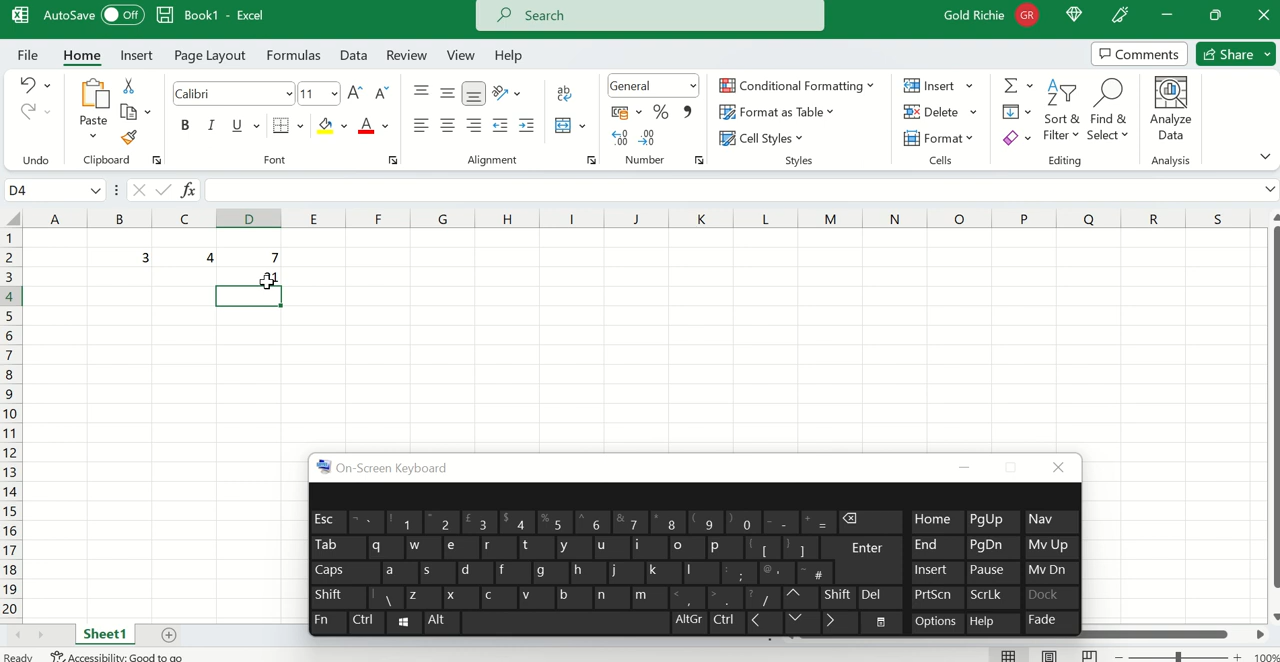 AutoSave Off Book1 - Excel Search Gold Richie GR
File Home Insert Page Layout Formulas Data Review View Help Comments Share
Calibri 11 General Conditional Formatting Insert
Paste Format as Table Delete Sort & Filter Find & Select Analyze Data
B I U Cell Styles Format
Undo Clipboard Font Alignment Number Styles Cells Editing Analysis
D4 fx
A B C D E F G H I J K L M N O P Q R S
1
2 3 4 7
3
4
5
6
7
8
9
10
11
12
13
14
15
16
17
18
19
20
On-Screen Keyboard
Esc ¬ ` ! 1 " 2 £ 3 $ 4 % 5 ^ 6 & 7 * 8 ( 9 ) 0 _ - + = Home PgUp Nav
Tab q w e r t y u i o p { [ } ] Enter End PgDn Mv Up
Caps a s d f g h j k l : ; @ ' ~ # Insert Pause Mv Dn
Shift | \ z x c v b n m < , > . ? / Shift Del PrtScn ScrLk Dock
Fn Ctrl Alt AltGr Ctrl Options Help Fade
Sheet1
Ready Accessibility: Good to go 100%